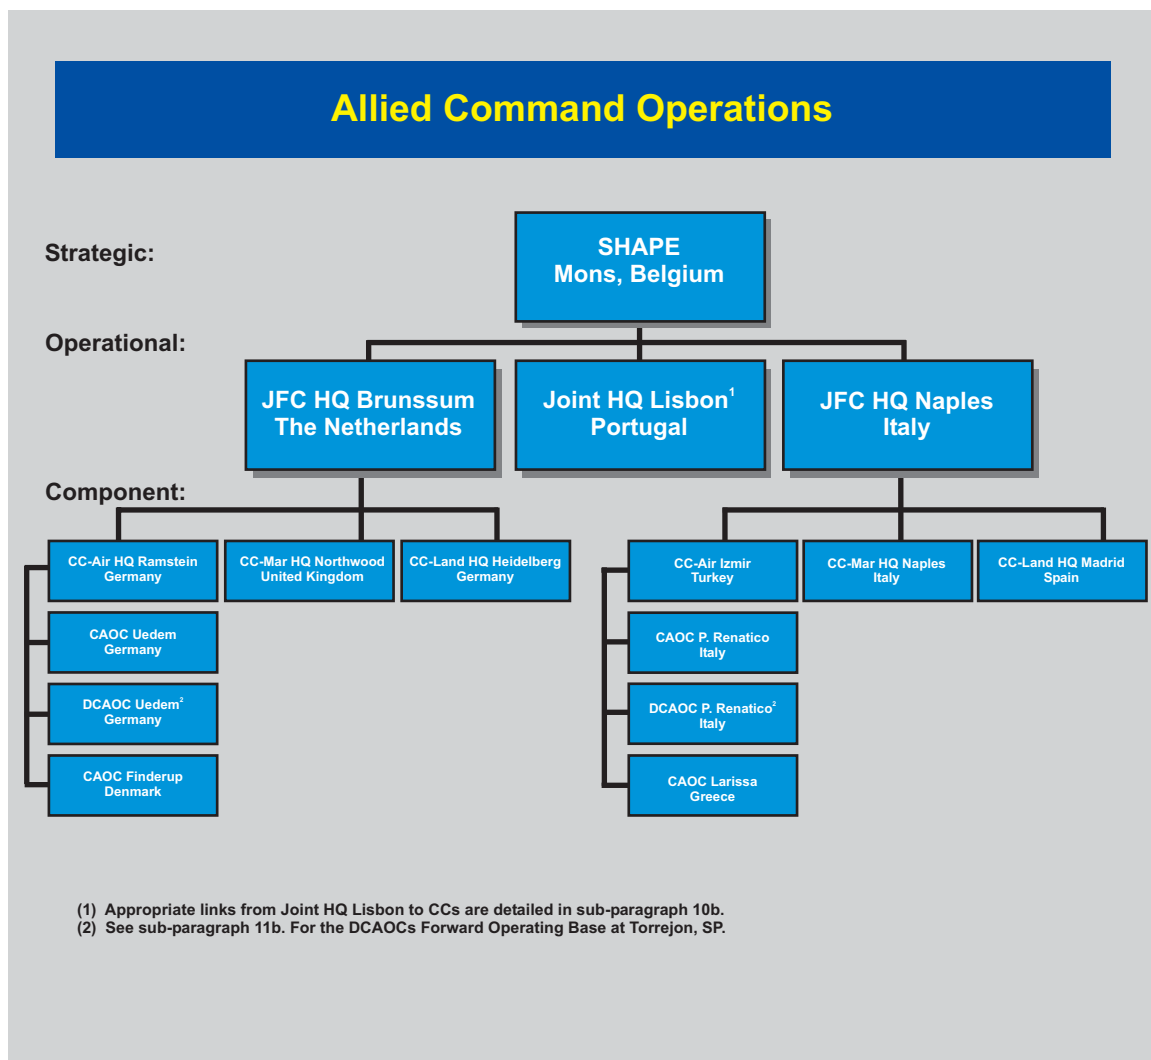 Allied Command Operations
Strategic:
SHAPE
Mons, Belgium
Operational:
JFC HQ Brunssum
The Netherlands
Joint HQ Lisbon¹
Portugal
JFC HQ Naples
Italy
Component:
CC-Air HQ Ramstein
Germany
CC-Mar HQ Northwood
United Kingdom
CC-Land HQ Heidelberg
Germany
CC-Air Izmir
Turkey
CC-Mar HQ Naples
Italy
CC-Land HQ Madrid
Spain
CAOC Uedem
Germany
CAOC P. Renatico
Italy
DCAOC Uedem²
Germany
DCAOC P. Renatico²
Italy
CAOC Finderup
Denmark
CAOC Larissa
Greece
(1) Appropriate links from Joint HQ Lisbon to CCs are detailed in sub-paragraph 10b.
(2) See sub-paragraph 11b. For the DCAOCs Forward Operating Base at Torrejon, SP.